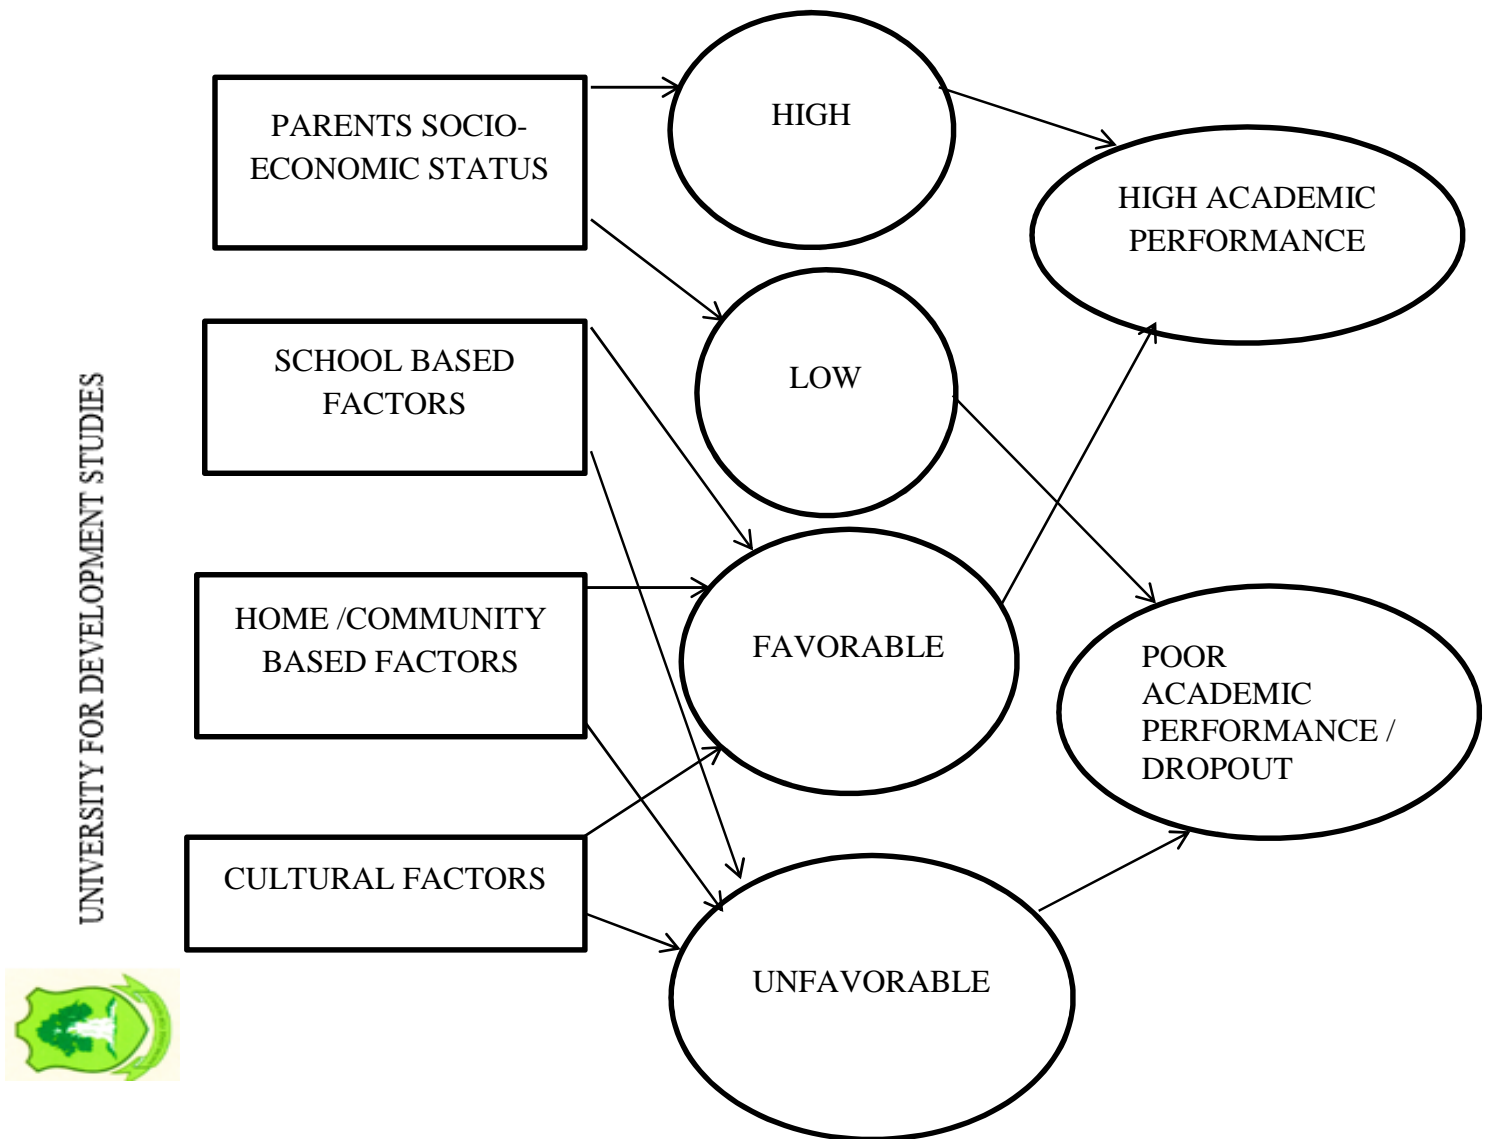 PARENTS SOCIO-
ECONOMIC STATUS
HIGH
HIGH ACADEMIC
PERFORMANCE
SCHOOL BASED
FACTORS
LOW
HOME /COMMUNITY
BASED FACTORS
FAVORABLE
POOR
ACADEMIC
PERFORMANCE /
DROPOUT
CULTURAL FACTORS
UNFAVORABLE
UNIVERSITY FOR DEVELOPMENT STUDIES